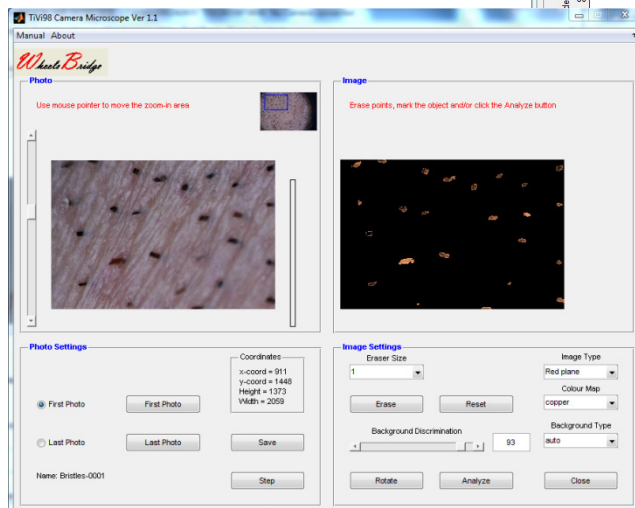 TiVi98 Camera Microscope Ver 1.1
Manual About
WheelsBridge
Photo
Use mouse pointer to move the zoom-in area
Image
Erase points, mark the object and/or click the Analyze button
Photo Settings
Coordinates
x-coord = 911
y-coord = 1448
Height = 1373
Width = 2059
First Photo
First Photo
Last Photo
Last Photo
Save
Name: Bristles-0001
Step
Image Settings
Eraser Size
1
Image Type
Red plane
Colour Map
copper
Erase
Reset
Background Discrimination
93
Background Type
auto
Rotate
Analyze
Close